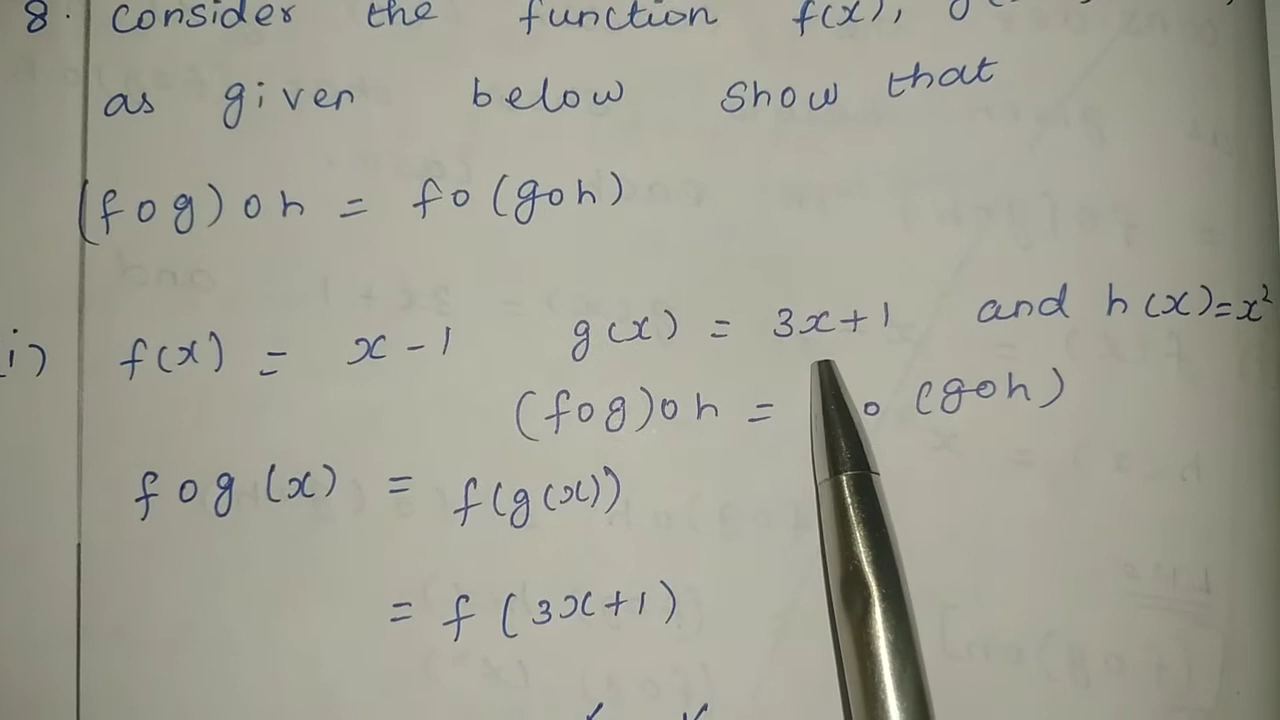 8. Consider the function f(x),
as given below Show that
(fog)oh = fo(goh)
i) f(x) = x-1 g(x) = 3x+1 and h(x)=x²
(fog)oh = o (goh)
fog(x) = f(g(x))
= f(3x+1)